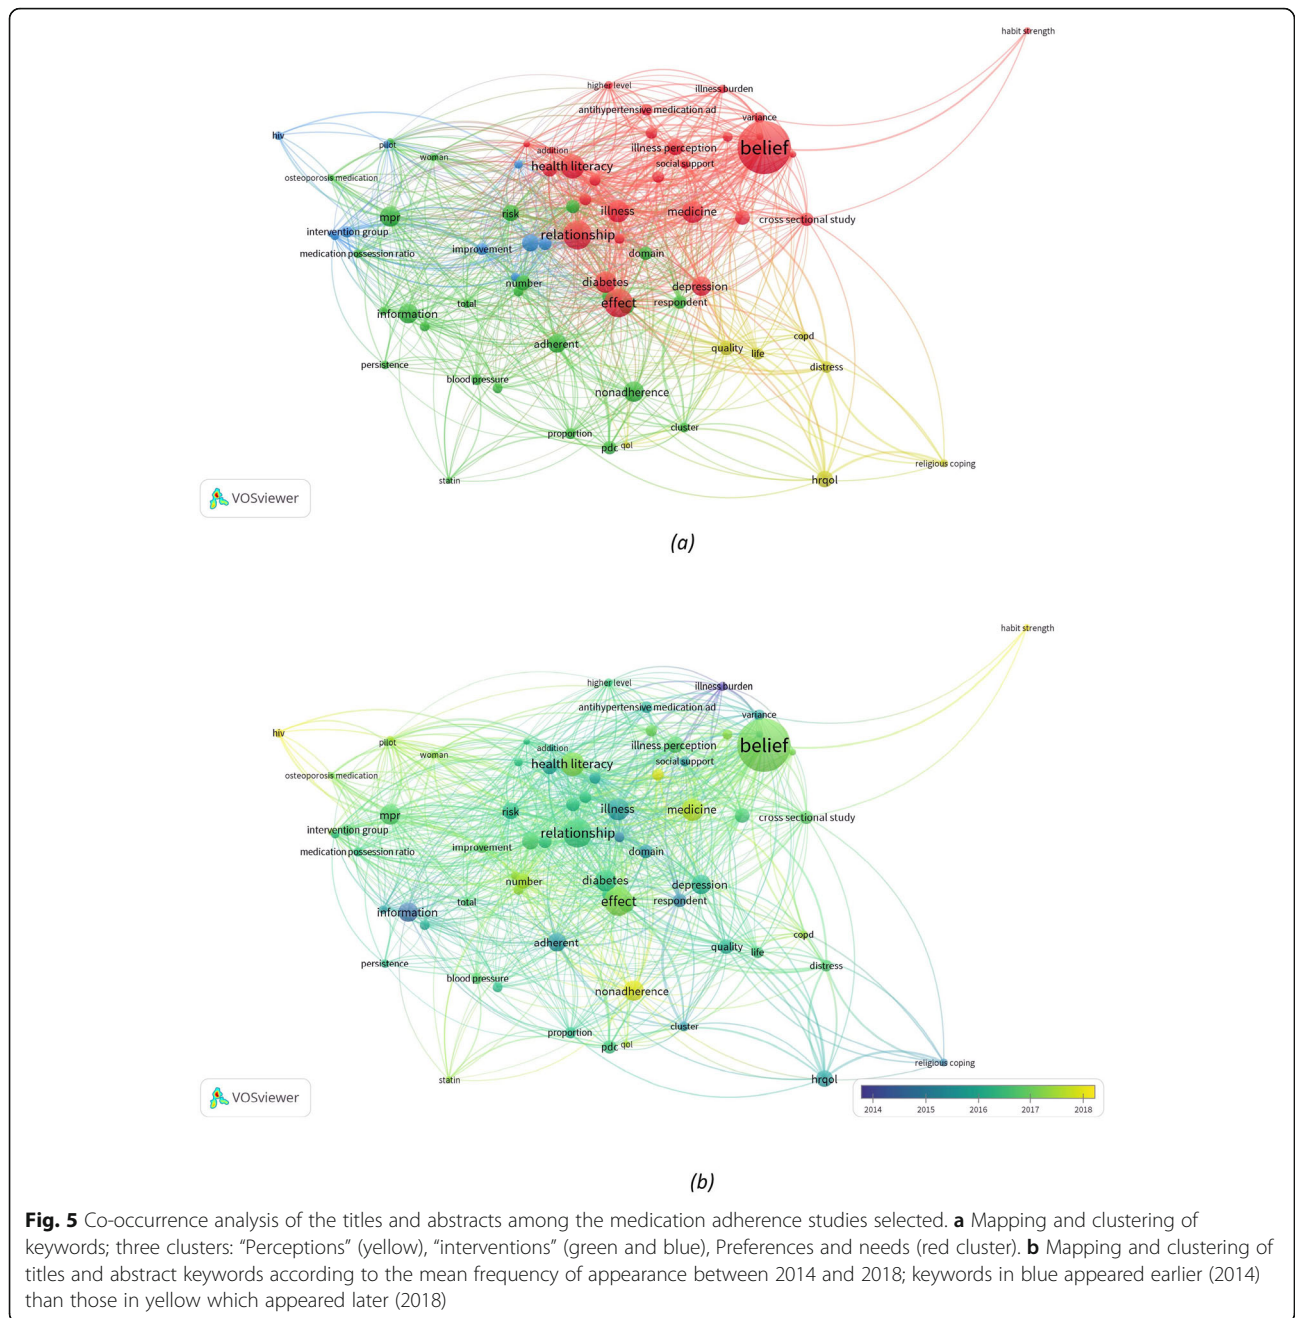 habit strength
higher level
illness burden
antihypertensive medication ad
variance
hiv
pilot
woman
addition
illness perception
belief
health literacy
social support
osteoporosis medication
mpr
risk
illness
medicine
cross sectional study
intervention group
relationship
medication possession ratio
improvement
domain
number
diabetes
depression
total
effect
respondent
information
copd
adherent
quality
life
persistence
distress
blood pressure
nonadherence
proportion
cluster
pdc
qol
statin
hrqol
religious coping
VOSviewer
(a)
habit strength
higher level
illness burden
antihypertensive medication ad
variance
hiv
pilot
woman
addition
illness perception
belief
health literacy
social support
osteoporosis medication
mpr
risk
illness
medicine
cross sectional study
intervention group
relationship
medication possession ratio
improvement
domain
number
diabetes
depression
total
effect
respondent
information
copd
adherent
quality
life
persistence
distress
blood pressure
nonadherence
proportion
cluster
pdc
qol
statin
hrqol
religious coping
VOSviewer
2014 2015 2016 2017 2018
(b)
Fig. 5 Co-occurrence analysis of the titles and abstracts among the medication adherence studies selected. a Mapping and clustering of
keywords; three clusters: “Perceptions” (yellow), “interventions” (green and blue), Preferences and needs (red cluster). b Mapping and clustering of
titles and abstract keywords according to the mean frequency of appearance between 2014 and 2018; keywords in blue appeared earlier (2014)
than those in yellow which appeared later (2018)